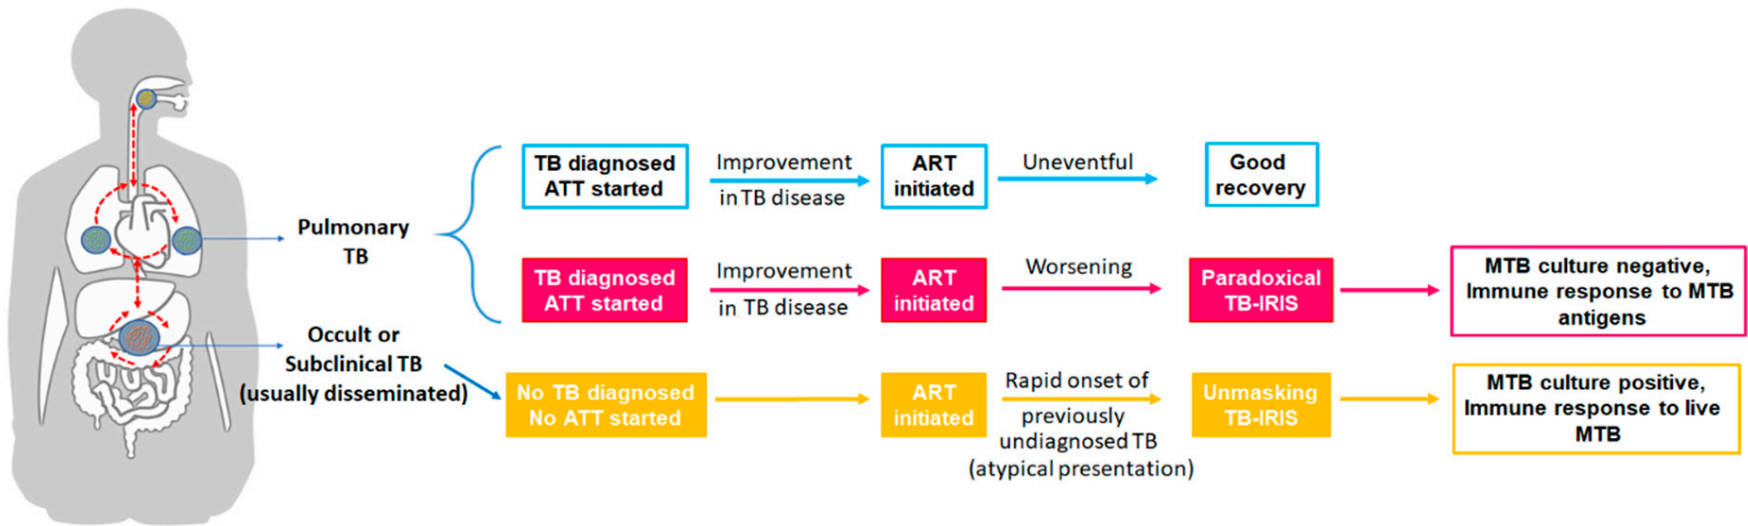 Pulmonary
TB
TB diagnosed
ATT started
Improvement
in TB disease
ART
initiated
Uneventful
Good
recovery
TB diagnosed
ATT started
Improvement
in TB disease
ART
initiated
Worsening
Paradoxical
TB-IRIS
MTB culture negative,
Immune response to MTB
antigens
Occult or
Subclinical TB
(usually disseminated)
No TB diagnosed
No ATT started
ART
initiated
Rapid onset of
previously
undiagnosed TB
(atypical presentation)
Unmasking
TB-IRIS
MTB culture positive,
Immune response to live
MTB